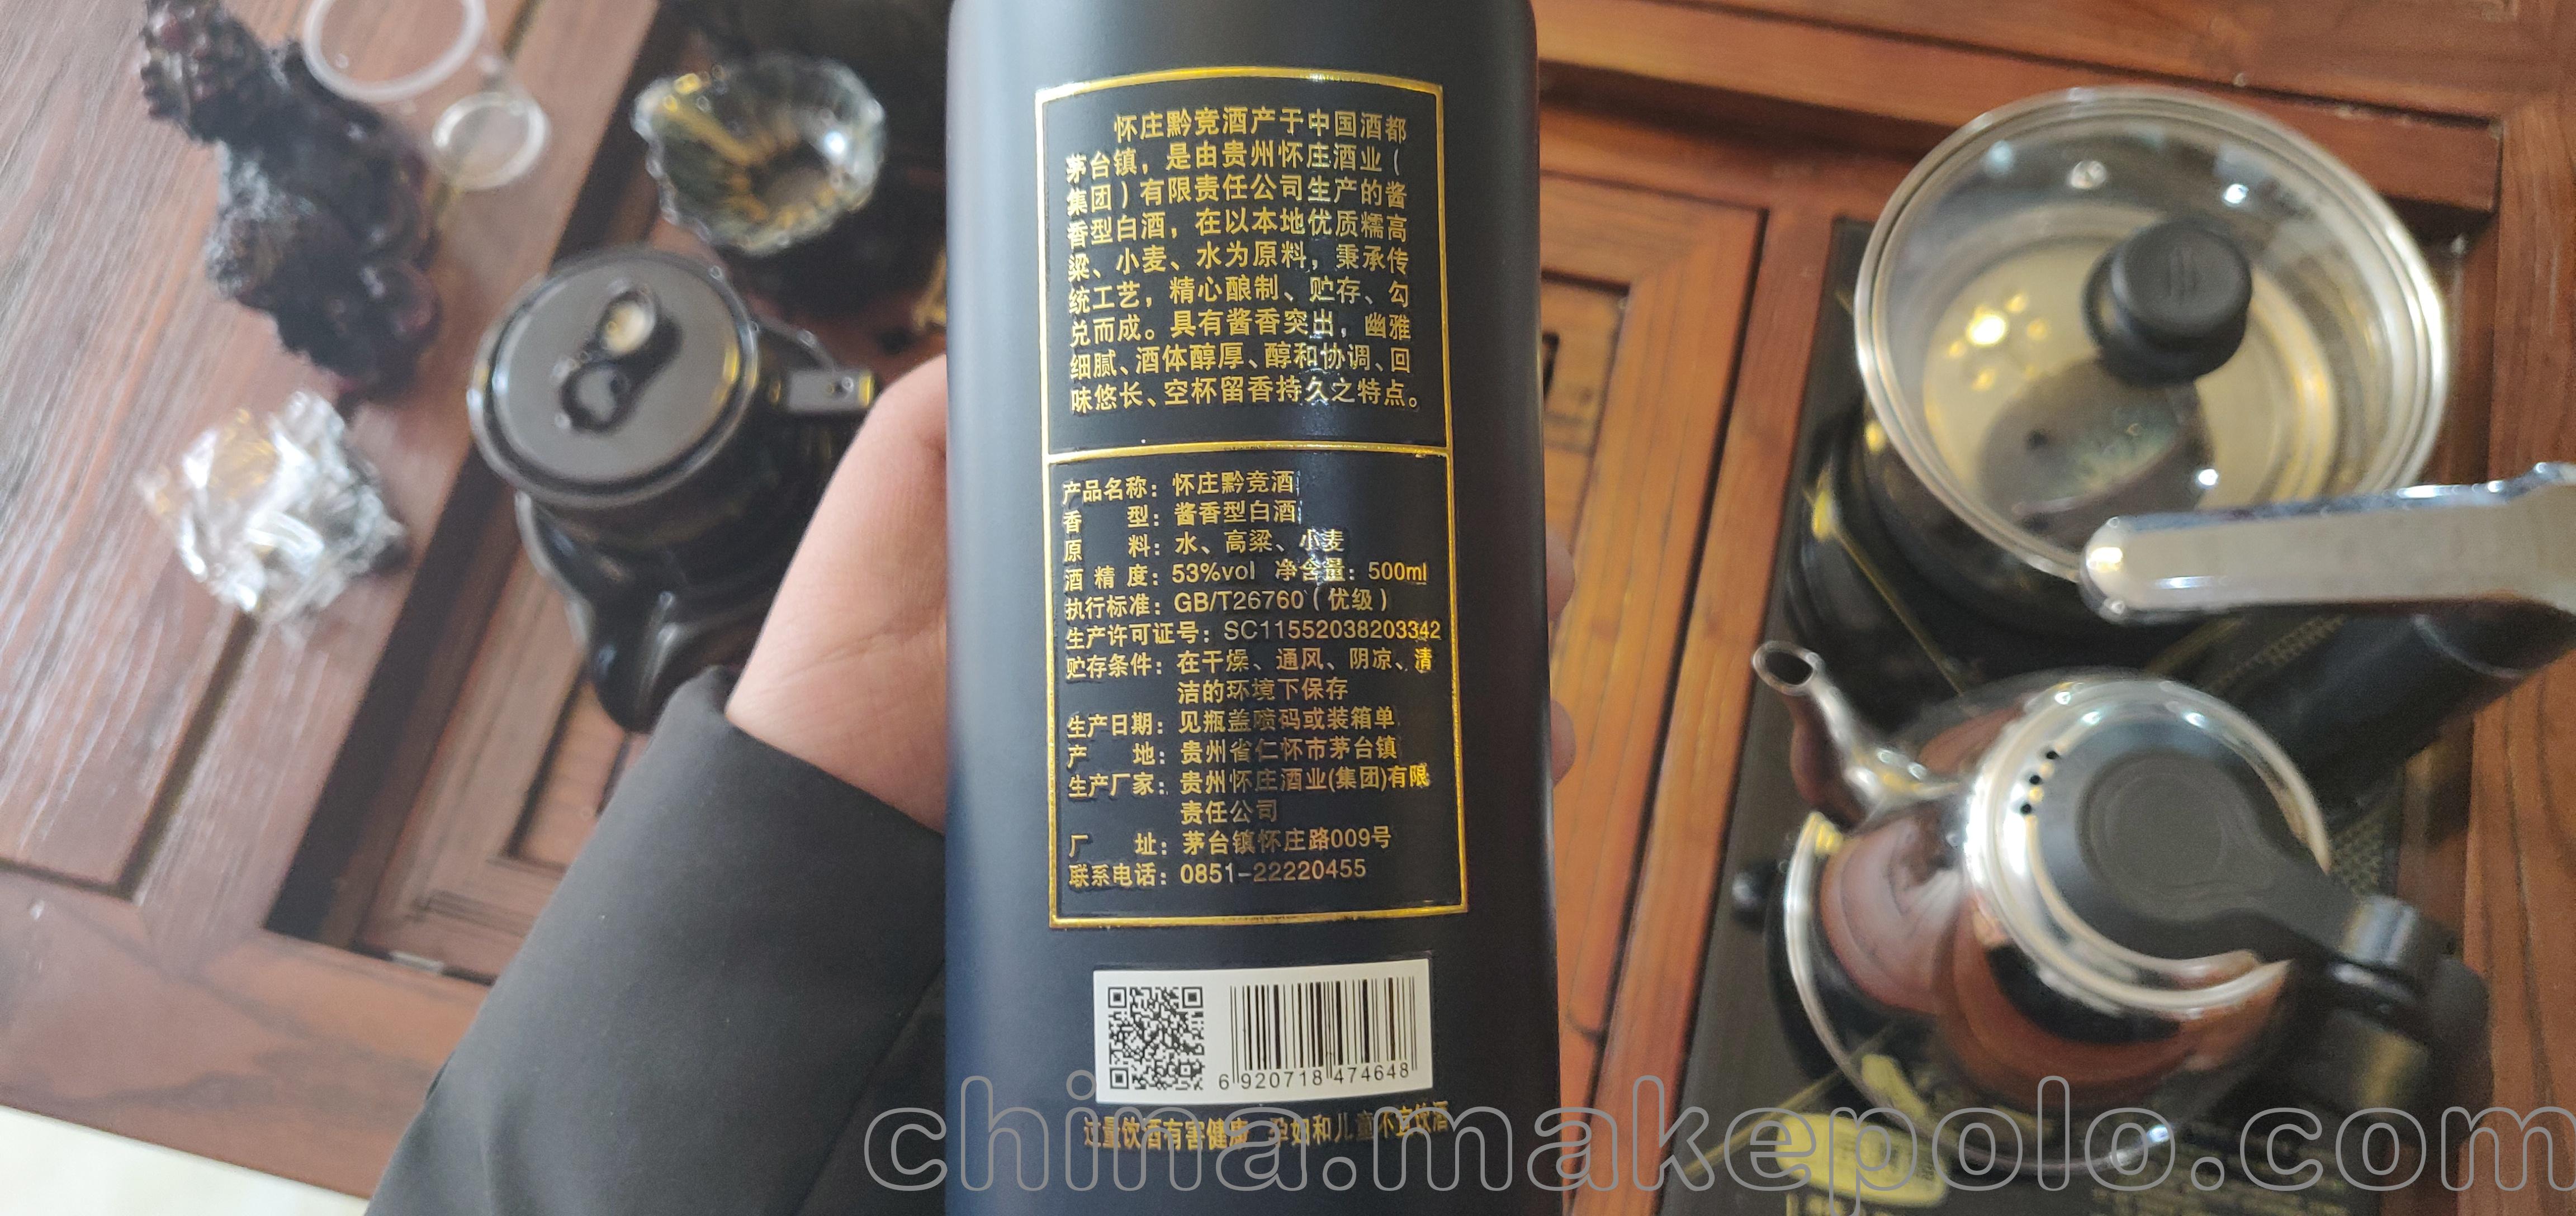 怀庄黔竞酒产于中国酒都
茅台镇，是由贵州怀庄酒业（
集团）有限责任公司生产的酱
香型白酒，在以本地优质糯高
粱、小麦、水为原料，秉承传
统工艺，精心酿制、贮存、勾
兑而成。具有酱香突出，幽雅
细腻、酒体醇厚、醇和协调、回
味悠长、空杯留香持久之特点。
产品名称：怀庄黔竞酒
香 型：酱香型白酒
原 料：水、高粱、小麦
酒 精 度：53%vol 净含量：500ml
执行标准：GB/T26760（优级）
生产许可证号：SC11552038203342
贮存条件：在干燥、通风、阴凉、清
洁的环境下保存
生产日期：见瓶盖喷码或装箱单
产 地：贵州省仁怀市茅台镇
生产厂家：贵州怀庄酒业(集团)有限
责任公司
厂 址：茅台镇怀庄路009号
联系电话：0851-22220455
6 920718 474648
过量饮酒有害健康 孕妇和儿童不宜饮酒
china.makepolo.com